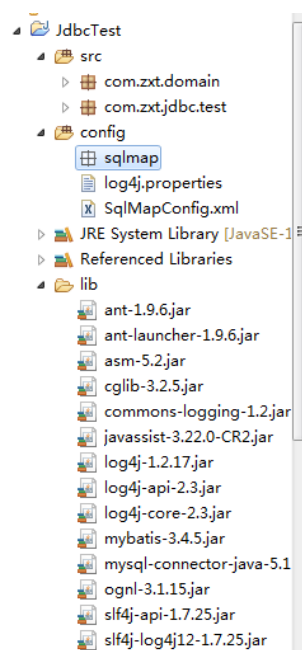 JdbcTest
src
com.zxt.domain
com.zxt.jdbc.test
config
sqlmap
log4j.properties
SqlMapConfig.xml
JRE System Library [JavaSE-1
Referenced Libraries
lib
ant-1.9.6.jar
ant-launcher-1.9.6.jar
asm-5.2.jar
cglib-3.2.5.jar
commons-logging-1.2.jar
javassist-3.22.0-CR2.jar
log4j-1.2.17.jar
log4j-api-2.3.jar
log4j-core-2.3.jar
mybatis-3.4.5.jar
mysql-connector-java-5.1
ognl-3.1.15.jar
slf4j-api-1.7.25.jar
slf4j-log4j12-1.7.25.jar